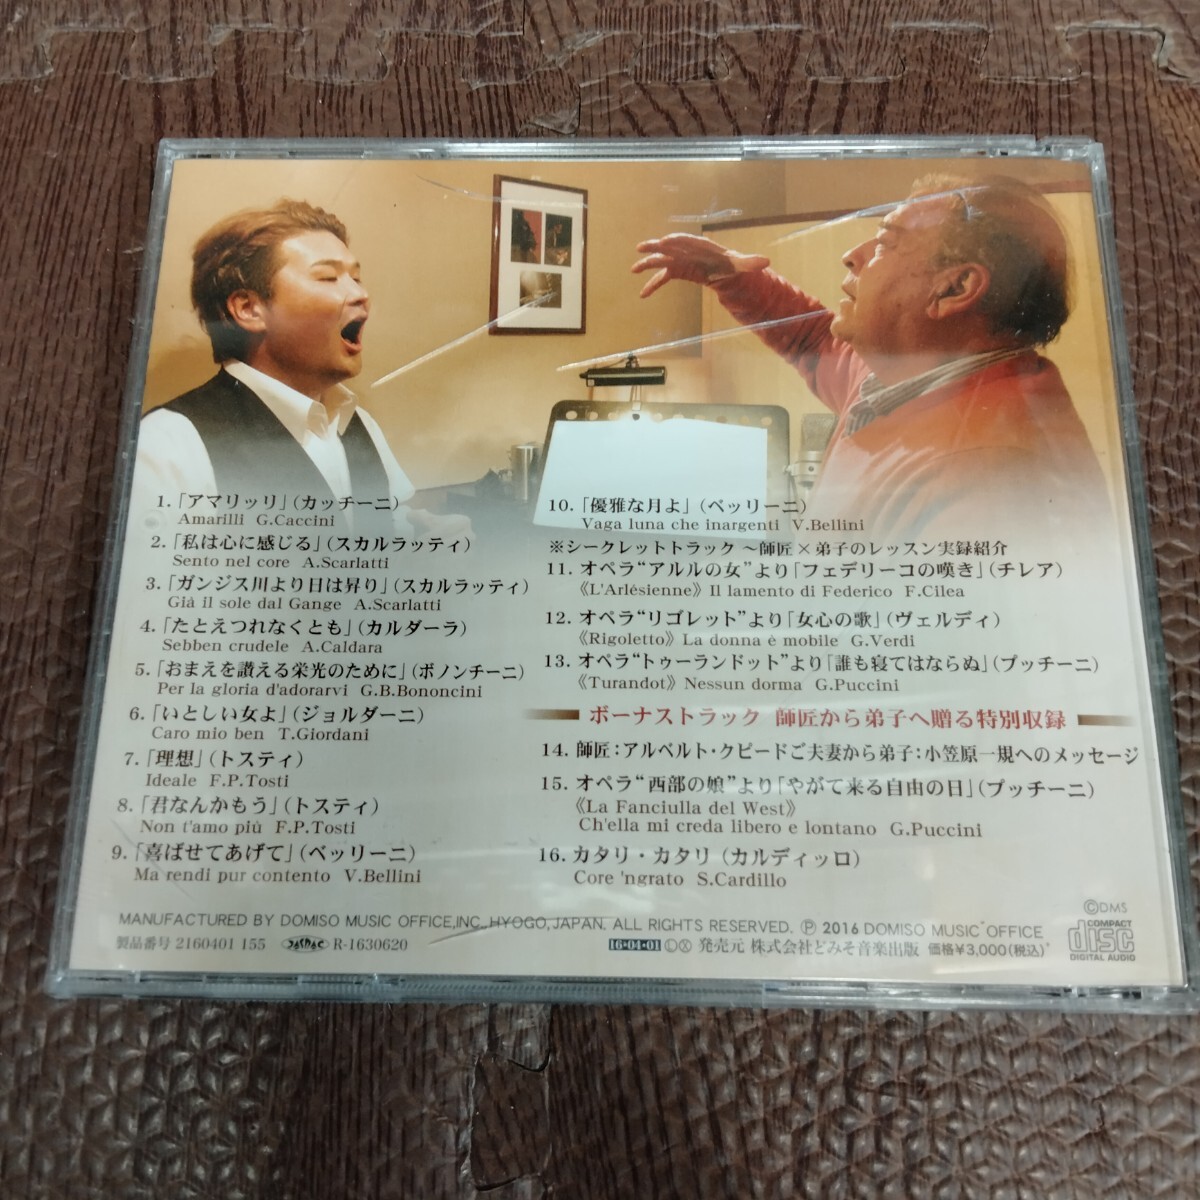 1.「アマリッリ」(カッチーニ)
Amarilli G.Caccini
2.「私は心に感じる」(スカルラッティ)
Sento nel core A.Scarlatti
3.「ガンジス川より日は昇り」(スカルラッティ)
Già il sole dal Gange A.Scarlatti
4.「たとえつれなくとも」(カルダーラ)
Sebben crudele A.Caldara
5.「おまえを讃える栄光のために」(ボノンチーニ)
Per la gloria d'adorarvi G.B.Bononcini
6.「いとしい女よ」(ジョルダーニ)
Caro mio ben T.Giordani
7.「理想」(トスティ)
Ideale F.P.Tosti
8.「君なんかもう」(トスティ)
Non t'amo più F.P.Tosti
9.「喜ばせてあげて」(ベッリーニ)
Ma rendi pur contento V.Bellini
10.「優雅な月よ」(ベッリーニ)
Vaga luna che inargenti V.Bellini
※シークレットトラック ～師匠×弟子のレッスン実録紹介
11. オペラ“アルルの女”より「フェデリーコの嘆き」(チレア)
《L'Arlésienne》Il lamento di Federico F.Cilea
12. オペラ“リゴレット”より「女心の歌」(ヴェルディ)
《Rigoletto》La donna é mobile G.Verdi
13. オペラ“トゥーランドット”より「誰も寝てはならぬ」(プッチーニ)
《Turandot》Nessun dorma G.Puccini
ボーナストラック 師匠から弟子へ贈る特別収録
14. 師匠：アルベルト・クピードご夫妻から弟子：小笠原一規へのメッセージ
15. オペラ“西部の娘”より「やがて来る自由の日」(プッチーニ)
《La Fanciulla del West》
Ch'ella mi creda libero e lontano G.Puccini
16. カタリ・カタリ (カルディッロ)
Core 'ngrato S.Cardillo
MANUFACTURED BY DOMISO MUSIC OFFICE,INC.,HYOGO,JAPAN. ALL RIGHTS RESERVED. Ⓟ 2016 DOMISO MUSIC OFFICE
製品番号 2160401 155 JASRAC R-1630620 16·04·01 Ⓛ Ⓧ 発売元 株式会社どみそ音楽出版 価格¥3,000(税込)
ⒸDMS
COMPACT
disc
DIGITAL AUDIO